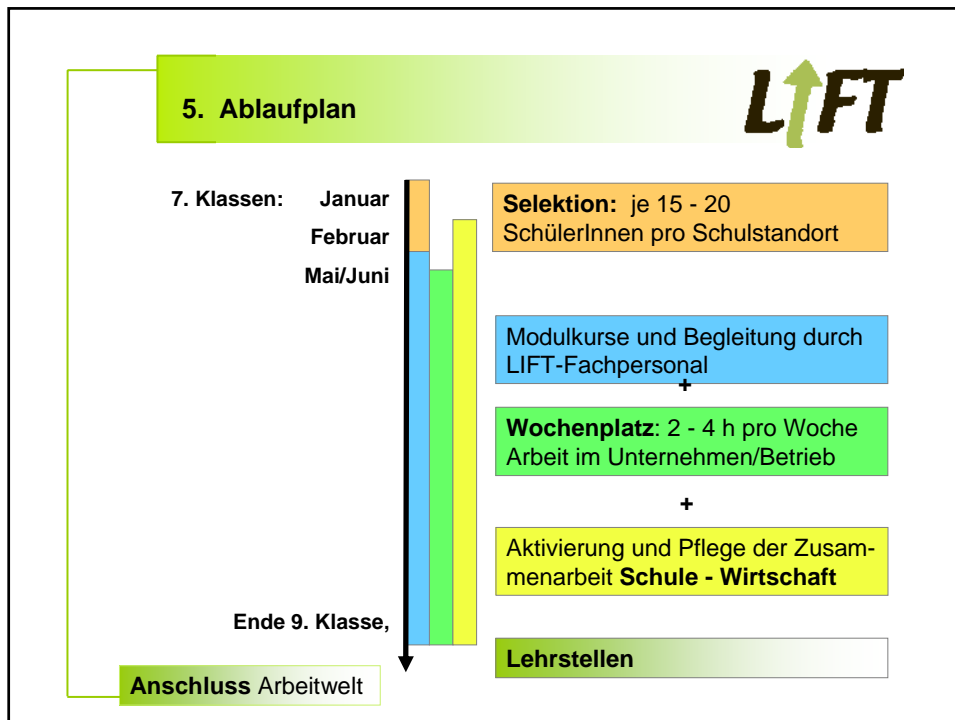 5. Ablaufplan
LIFT
7. Klassen: Januar
Februar
Mai/Juni
Selektion: je 15 - 20
SchülerInnen pro Schulstandort
Modulkurse und Begleitung durch
LIFT-Fachpersonal
+
Wochenplatz: 2 - 4 h pro Woche
Arbeit im Unternehmen/Betrieb
+
Aktivierung und Pflege der Zusam-
menarbeit Schule - Wirtschaft
Ende 9. Klasse,
Lehrstellen
Anschluss Arbeitwelt